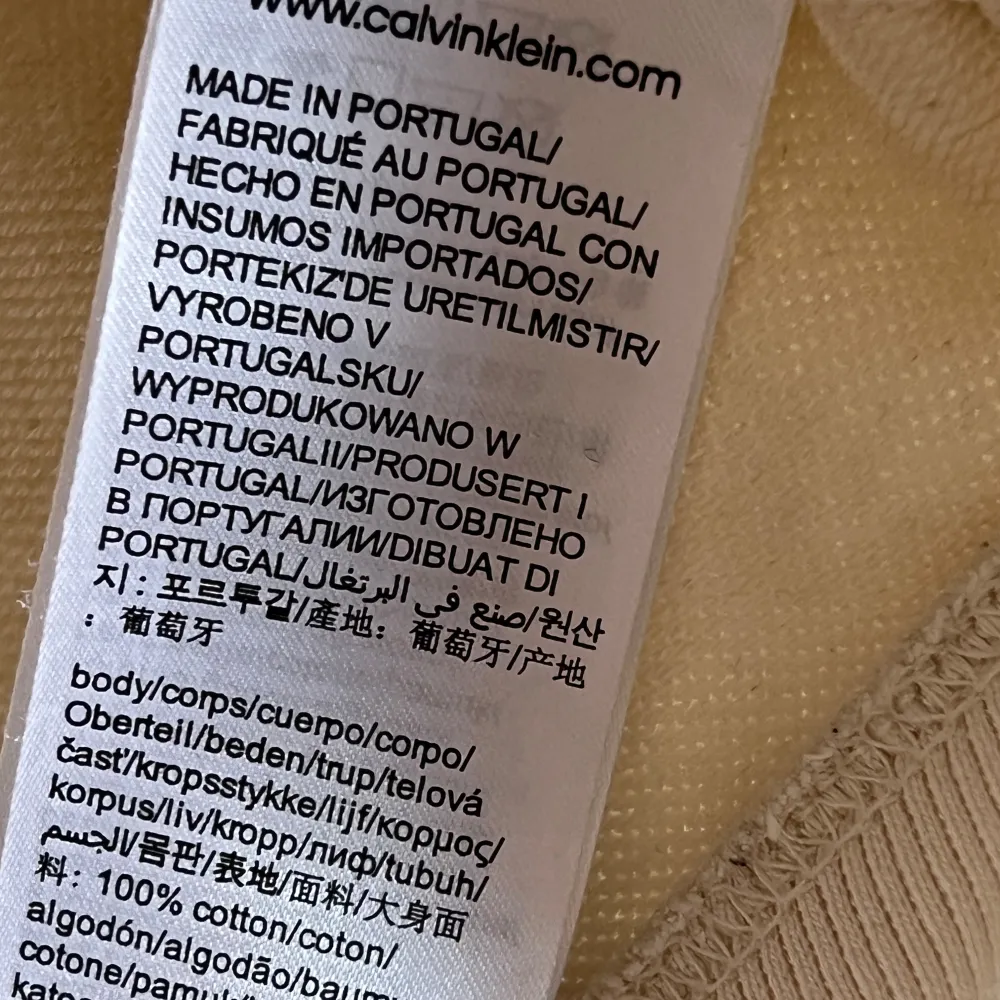 www.calvinklein.com
MADE IN PORTUGAL/
FABRIQUÉ AU PORTUGAL/
HECHO EN PORTUGAL CON
INSUMOS IMPORTADOS/
PORTEKIZ'DE URETILMISTIR/
VYROBENO V
PORTUGALSKU/
WYPRODUKOWANO W
PORTUGALII/PRODUSERT I
PORTUGAL/ИЗГОТОВЛЕНО
В ПОРТУГАЛИИ/DIBUAT DI
PORTUGAL/صنع في البرتغال/원산
지: 포르투갈/產地: 葡萄牙/产地
: 葡萄牙
body/corps/cuerpo/corpo/
Oberteil/beden/trup/telová
časť/kropsstykke/lijf/κορμος/
korpus/liv/kropp/лиф/tubuh/
الجسم/몸판/表地/面料/大身面
料: 100% cotton/coton/
algodón/algodão/baum
cotone/pamuk/